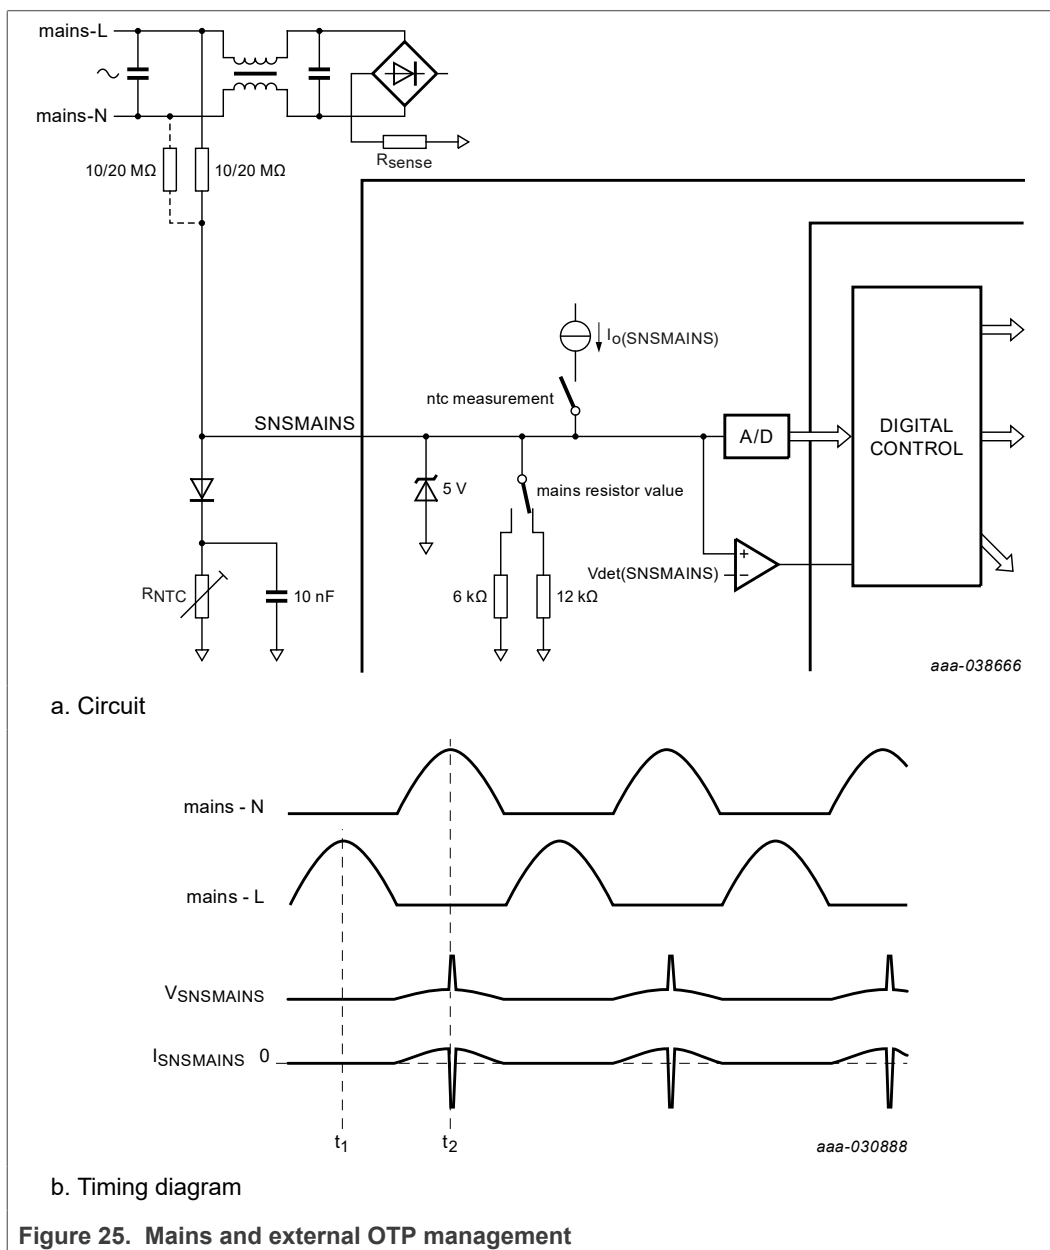 mains-L
mains-N
Rsense
10/20 MΩ
10/20 MΩ
Io(SNSMAINS)
ntc measurement
SNSMAINS
A/D
DIGITAL
CONTROL
5 V
mains resistor value
Vdet(SNSMAINS)
+
−
RNTC
10 nF
6 kΩ
12 kΩ
aaa-038666
a. Circuit
mains - N
mains - L
VSNSMAINS
ISNSMAINS 0
t1
t2
aaa-030888
b. Timing diagram
Figure 25. Mains and external OTP management